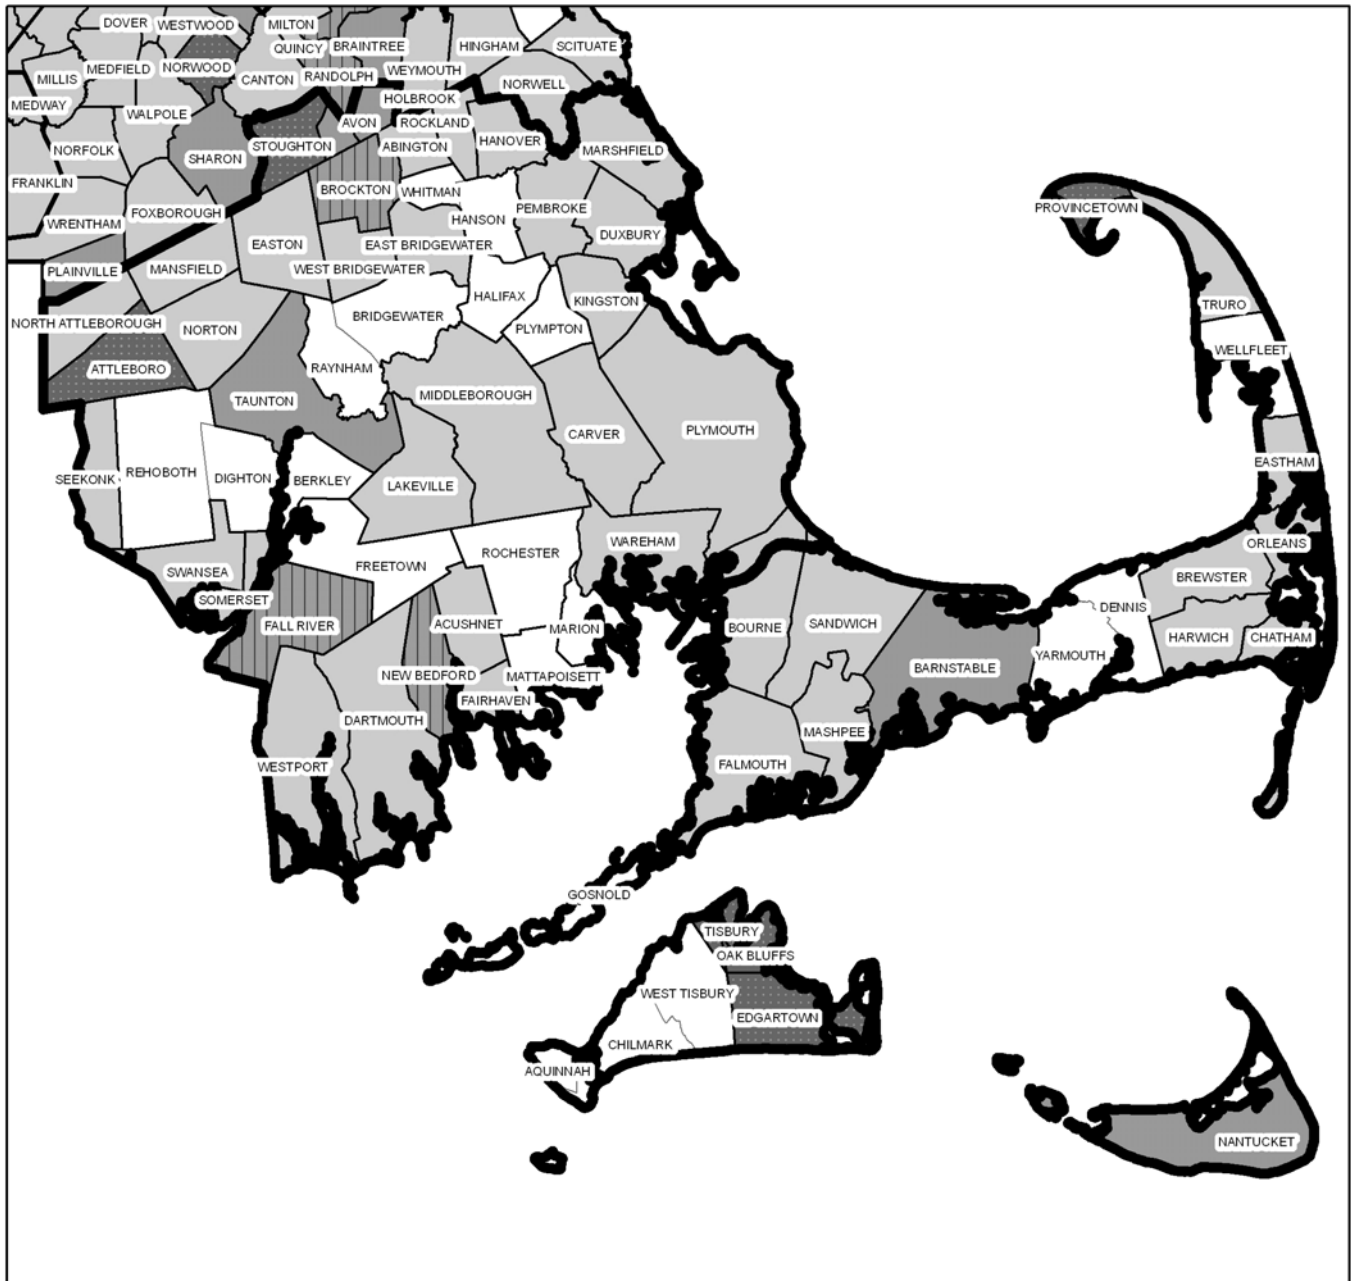 DOVER
WESTWOOD
MILTON
QUINCY
BRAINTREE
HINGHAM
SCITUATE
MILLIS
MEDFIELD
NORWOOD
CANTON
RANDOLPH
WEYMOUTH
NORWELL
MEDWAY
WALPOLE
HOLBROOK
AVON
ROCKLAND
NORFOLK
SHARON
STOUGHTON
ABINGTON
HANOVER
MARSHFIELD
FRANKLIN
BROCKTON
WHITMAN
WRENTHAM
FOXBOROUGH
HANSON
PEMBROKE
PROVINCETOWN
EASTON
EAST BRIDGEWATER
DUXBURY
PLAINVILLE
MANSFIELD
WEST BRIDGEWATER
HALIFAX
KINGSTON
TRURO
NORTH ATTLEBOROUGH
NORTON
BRIDGEWATER
PLYMPTON
WELLFLEET
ATTLEBORO
RAYNHAM
TAUNTON
MIDDLEBOROUGH
CARVER
PLYMOUTH
SEEKONK
REHOBOTH
DIGHTON
BERKLEY
LAKEVILLE
EASTHAM
SWANSEA
FREETOWN
ROCHESTER
WAREHAM
ORLEANS
BREWSTER
SOMERSET
FALL RIVER
ACUSHNET
MARION
BOURNE
SANDWICH
DENNIS
HARWICH
CHATHAM
NEW BEDFORD
MATTAPOISETT
BARNSTABLE
YARMOUTH
DARTMOUTH
FAIRHAVEN
MASHPEE
WESTPORT
FALMOUTH
GOSNOLD
TISBURY
OAK BLUFFS
WEST TISBURY
EDGARTOWN
CHILMARK
AQUINNAH
NANTUCKET